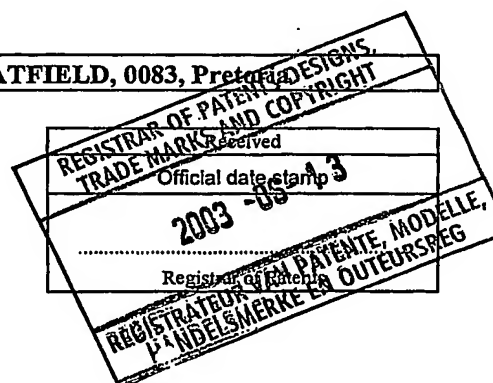 ATFIELD, 0083, Pretoria
REGISTRAR OF PATENTS, DESIGNS,
TRADE MARKS AND COPYRIGHT
Received
Official date stamp
2003 -05- 13
Registrar of Patents
REGISTRATEUR VAN PATENTE, MODELLE,
HANDELSMERKE EN OUTEURSREG